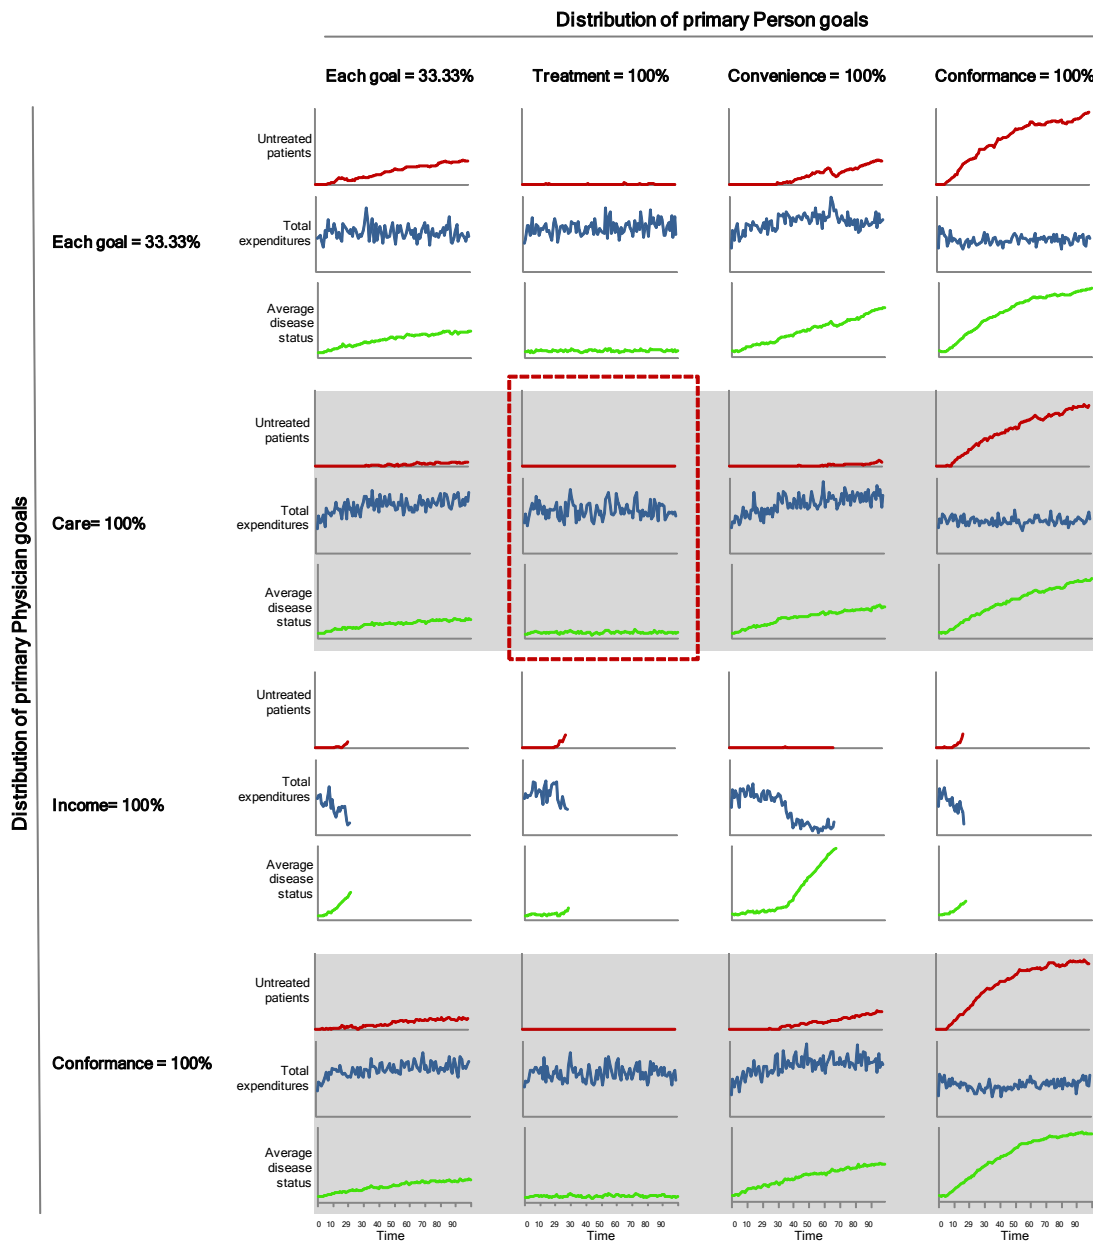 Distribution of primary Person goals
Each goal = 33.33%
Treatment = 100%
Convenience = 100%
Conformance = 100%
Distribution of primary Physician goals
Each goal = 33.33%
Untreated
patients
Total
expenditures
Average
disease
status
Care= 100%
Untreated
patients
Total
expenditures
Average
disease
status
Income= 100%
Untreated
patients
Total
expenditures
Average
disease
status
Conformance = 100%
Untreated
patients
Total
expenditures
Average
disease
status
0 10 29 30 40 50 60 70 80 90
Time
0 10 29 30 40 50 60 70 80 90
Time
0 10 29 30 40 50 60 70 80 90
Time
0 10 29 30 40 50 60 70 80 90
Time